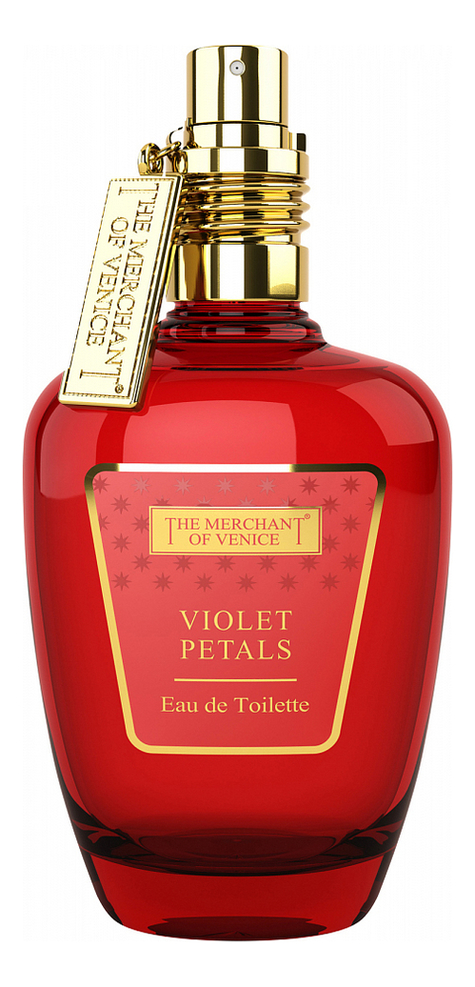 THE MERCHANT
OF VENICE®
THE MERCHANT®
OF VENICE
VIOLET
PETALS
Eau de Toilette